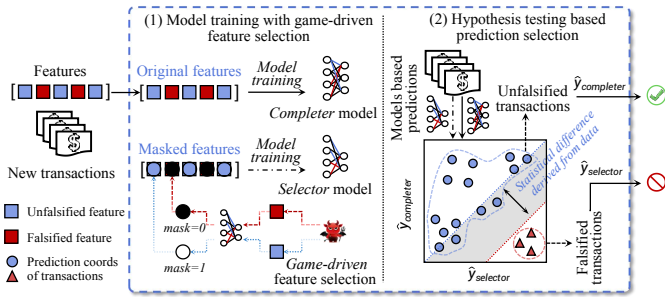 (1) Model training with game-driven
feature selection
(2) Hypothesis testing based
prediction selection
Features
New transactions
Original features
Model
training
Completer model
Masked features
Model
training
Selector model
mask=0
mask=1
Game-driven
feature selection
Unfalsified feature
Falsified feature
Prediction coords
of transactions
Models based
predictions
$
Unfalsified
transactions
ŷcompleter
Statistical difference
derived from data
ŷselector
ŷcompleter
ŷselector
Falsified
transactions